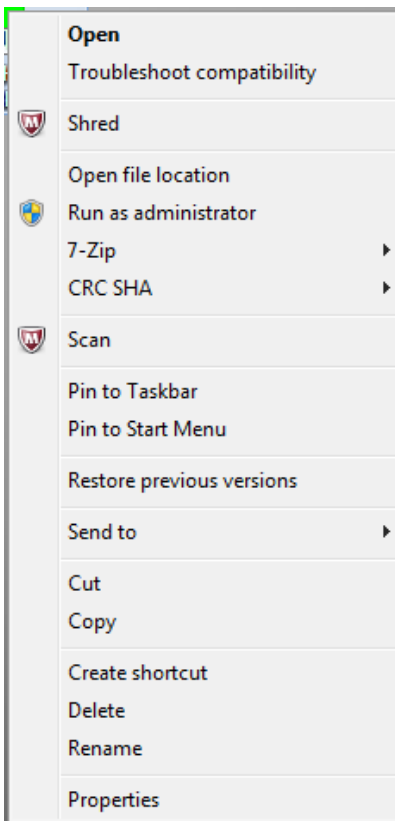 Open
Troubleshoot compatibility
Shred
Open file location
Run as administrator
7-Zip
CRC SHA
Scan
Pin to Taskbar
Pin to Start Menu
Restore previous versions
Send to
Cut
Copy
Create shortcut
Delete
Rename
Properties